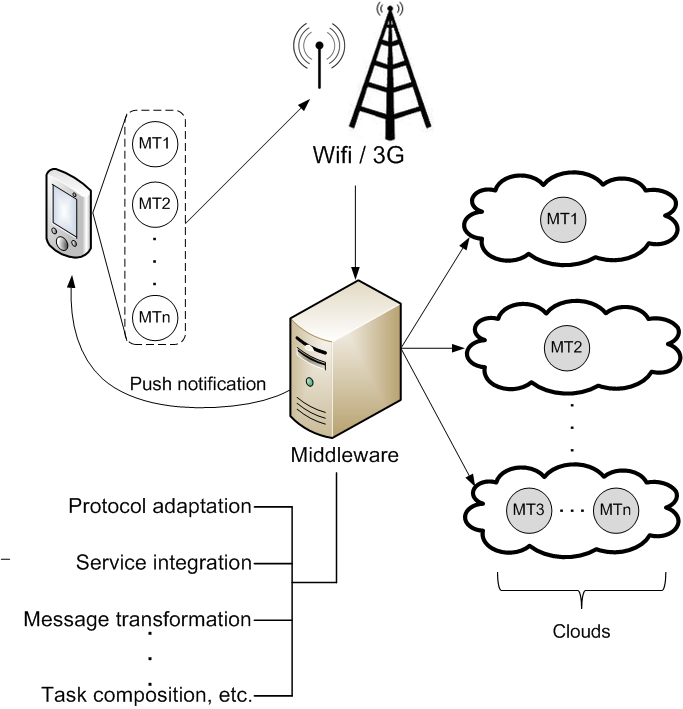 Wifi / 3G
MT1
MT2
MTn
MT1
MT2
MT3 ... MTn
Push notification
Middleware
Protocol adaptation
Service integration
Message transformation
Task composition, etc.
Clouds